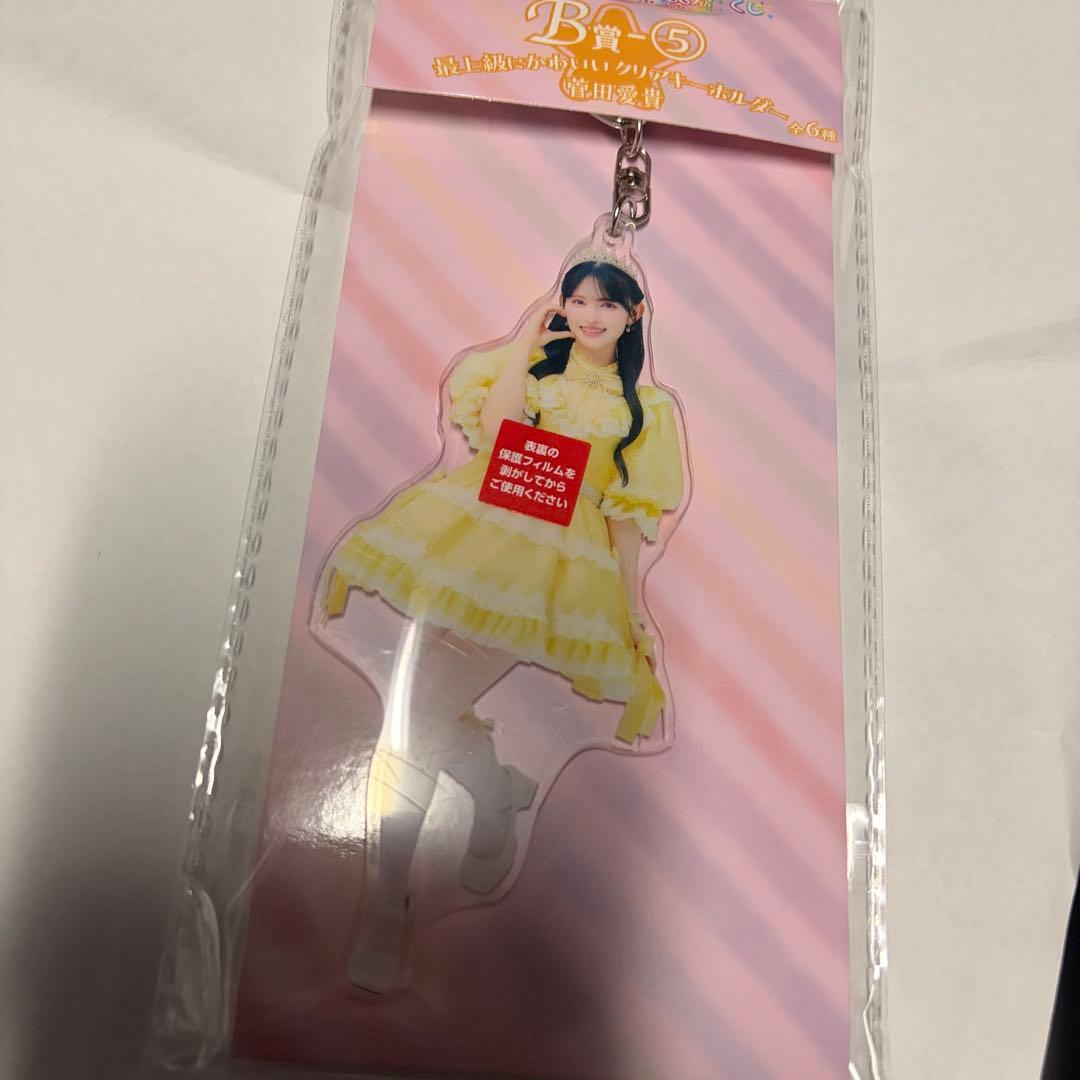 くじ
B賞-⑤
最上級にかわいいクリアキーホルダー
菅田愛貴
全6種
表裏の
保護フィルムを
剥がしてから
ご使用ください